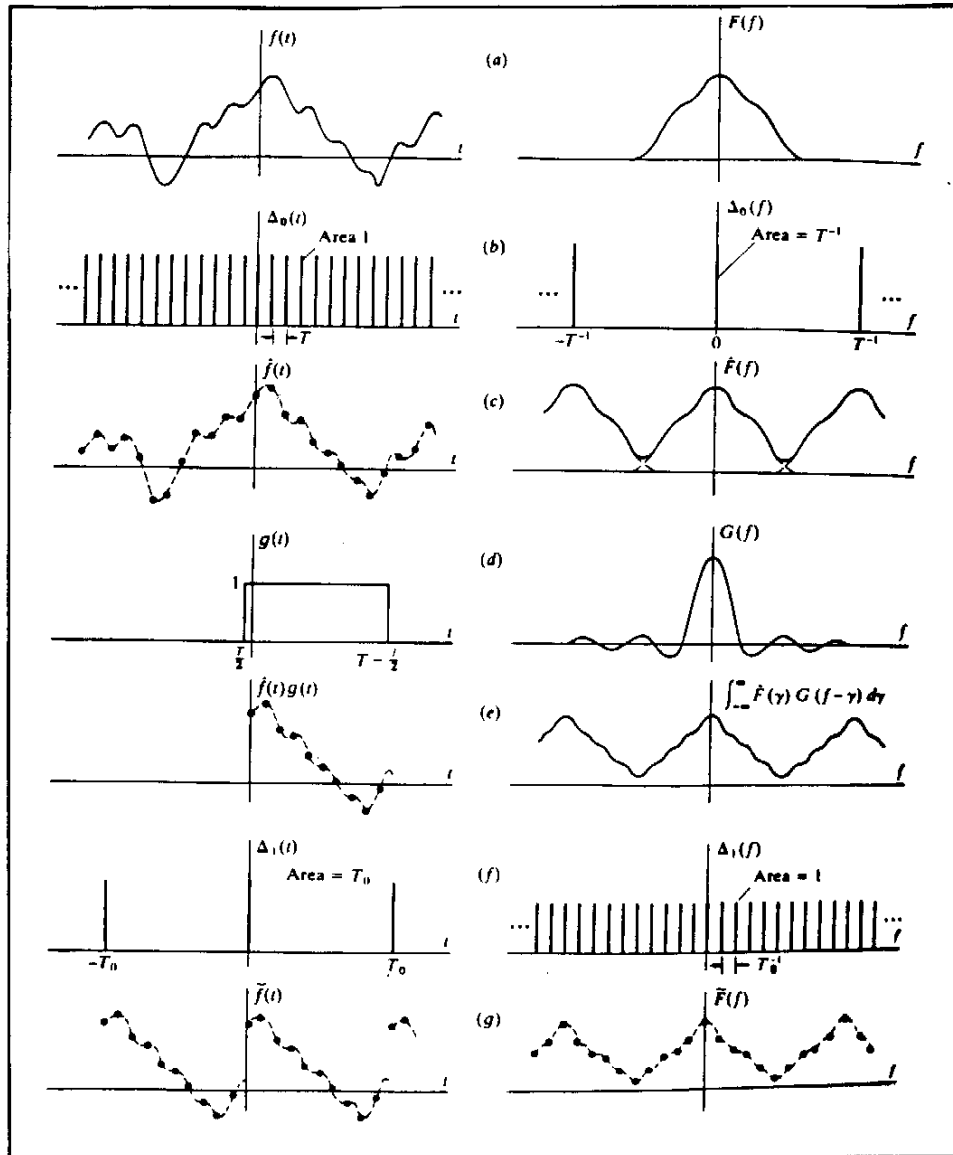 f(t)
F(f)
(a)
t
f
Δ₀(t)
Δ₀(f)
Area 1
Area = T⁻¹
(b)
... ...
... ...
t
f
T
-T⁻¹ 0 T⁻¹
f̂(t)
F̂(f)
(c)
t
f
g(t)
G(f)
(d)
1
t
f
T/2
f̂(t) g(t)
∫_{-∞}^{∞} F̂(γ) G(f-γ) dγ
(e)
t
f
Δ₁(t)
Δ₁(f)
Area = T₀
(f)
Area = 1
... ...
t
f
-T₀ T₀
T₀⁻¹
f̃(t)
F̃(f)
(g)
t
f